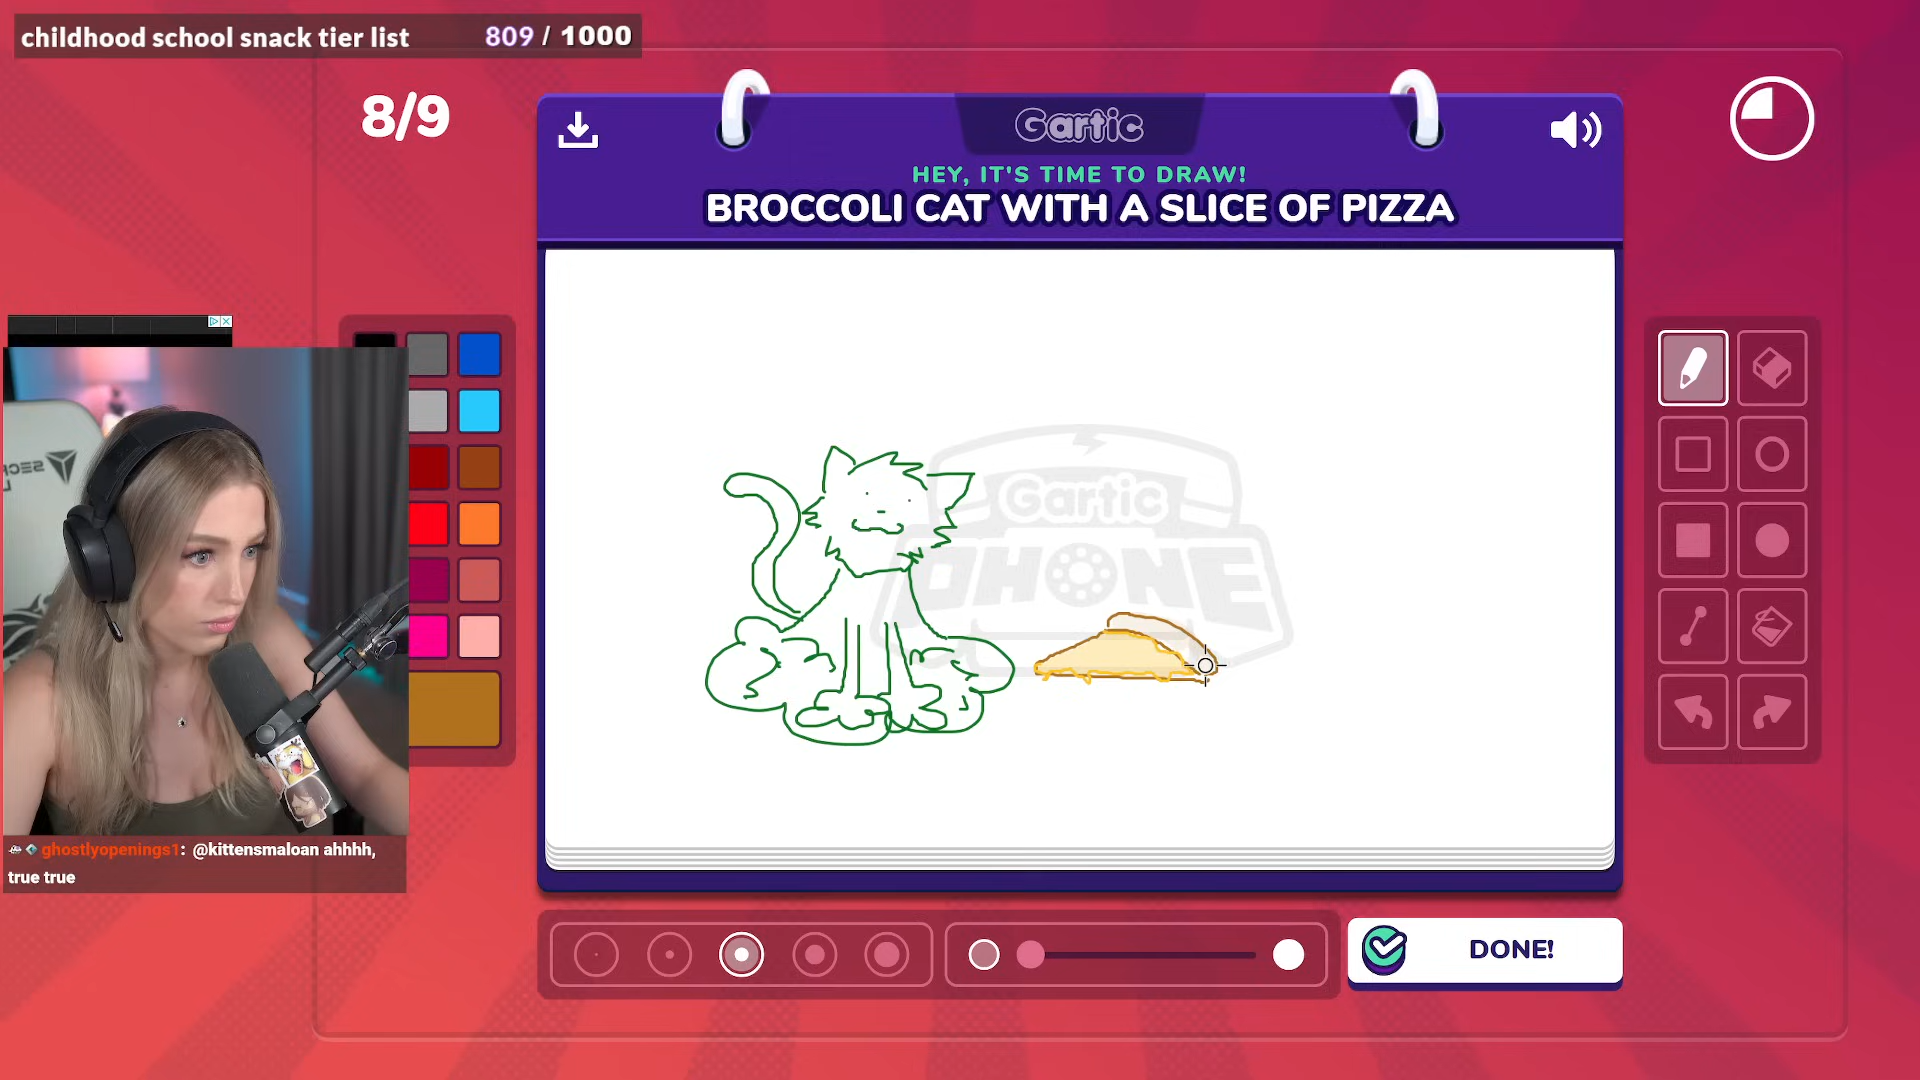 childhood school snack tier list 809 / 1000
8/9
Gartic
HEY, IT'S TIME TO DRAW!
BROCCOLI CAT WITH A SLICE OF PIZZA
Gartic
PHONE
ghostlyopenings1: @kittensmaloan ahhhh,
true true
DONE!